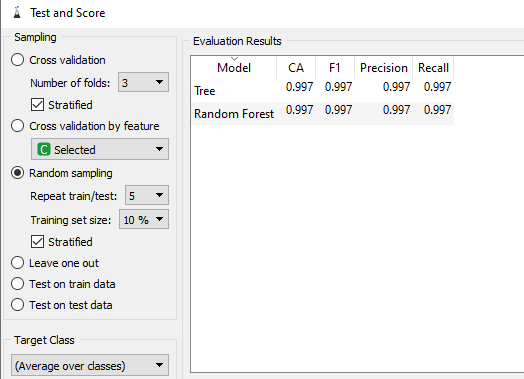 Test and Score
Sampling
Cross validation
Number of folds: 3
Stratified
Cross validation by feature
C Selected
Random sampling
Repeat train/test: 5
Training set size: 10 %
Stratified
Leave one out
Test on train data
Test on test data
Target Class
(Average over classes)
Evaluation Results
Model CA F1 Precision Recall
Tree 0.997 0.997 0.997 0.997
Random Forest 0.997 0.997 0.997 0.997